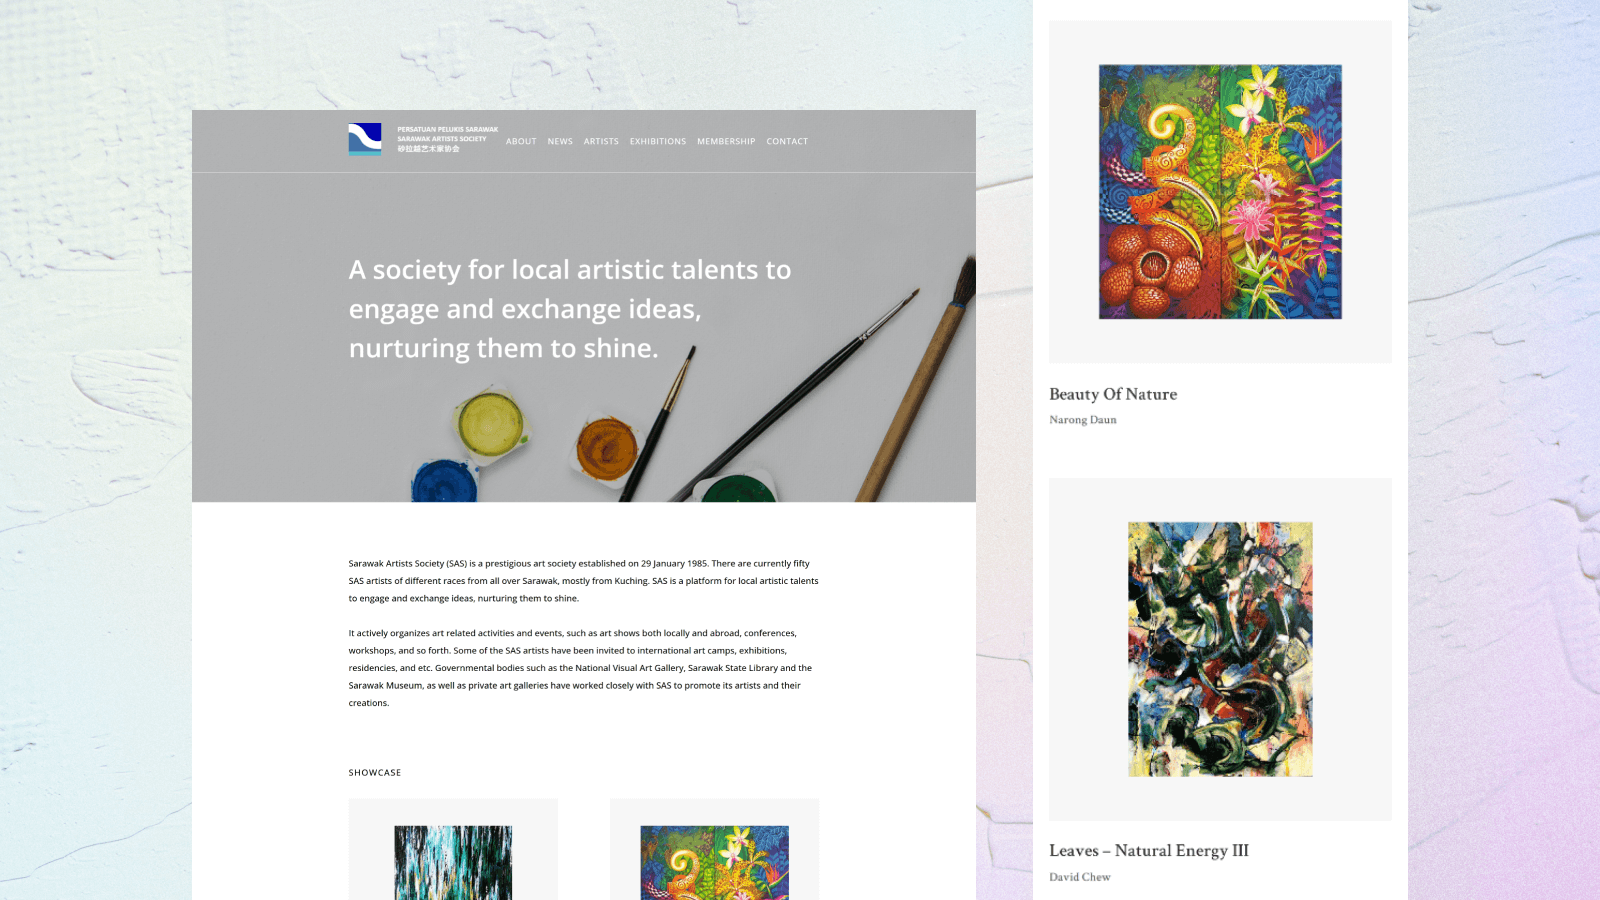 PERSATUAN PELUKIS SARAWAK
SARAWAK ARTISTS SOCIETY
砂拉越艺术家协会
ABOUT NEWS ARTISTS EXHIBITIONS MEMBERSHIP CONTACT
A society for local artistic talents to
engage and exchange ideas,
nurturing them to shine.
Sarawak Artists Society (SAS) is a prestigious art society established on 29 January 1985. There are currently fifty
SAS artists of different races from all over Sarawak, mostly from Kuching. SAS is a platform for local artistic talents
to engage and exchange ideas, nurturing them to shine.
It actively organizes art related activities and events, such as art shows both locally and abroad, conferences,
workshops, and so forth. Some of the SAS artists have been invited to international art camps, exhibitions,
residencies, and etc. Governmental bodies such as the National Visual Art Gallery, Sarawak State Library and the
Sarawak Museum, as well as private art galleries have worked closely with SAS to promote its artists and their
creations.
SHOWCASE
Beauty Of Nature
Narong Daun
Leaves – Natural Energy III
David Chew